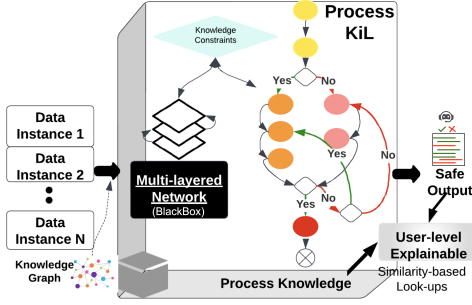 Process
KiL
Knowledge
Constraints
Yes
No
Data
Instance 1
Data
Instance 2
Data
Instance N
Knowledge
Graph
Multi-layered
Network
(BlackBox)
Yes
No
Yes
No
Safe
Output
User-level
Explainable
Similarity-based
Look-ups
Process Knowledge